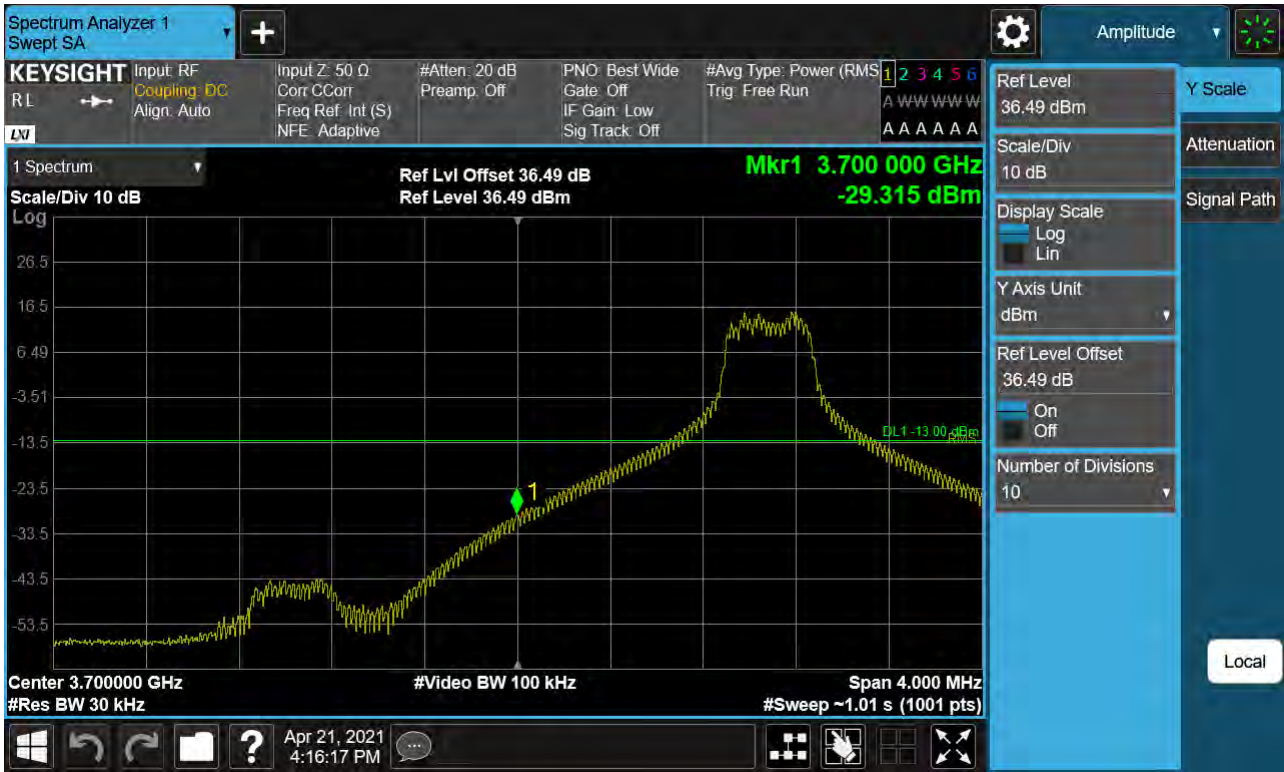 Spectrum Analyzer 1
Swept SA
+
Amplitude
KEYSIGHT
RL
LXI
Input: RF
Coupling: DC
Align: Auto
Input Z: 50 Ω
Corr CCorr
Freq Ref: Int (S)
NFE: Adaptive
#Atten: 20 dB
Preamp: Off
PNO: Best Wide
Gate: Off
IF Gain: Low
Sig Track: Off
#Avg Type: Power (RMS
Trig: Free Run
1 2 3 4 5 6
A W W W W W
A A A A A A
1 Spectrum
Scale/Div 10 dB
Log
Ref Lvl Offset 36.49 dB
Ref Level 36.49 dBm
Mkr1 3.700 000 GHz
-29.315 dBm
26.5
16.5
6.49
-3.51
-13.5
-23.5
-33.5
-43.5
-53.5
DL1 -13.00 dBm
RMS
1
Center 3.700000 GHz
#Res BW 30 kHz
#Video BW 100 kHz
Span 4.000 MHz
#Sweep ~1.01 s (1001 pts)
Ref Level
36.49 dBm
Scale/Div
10 dB
Display Scale
Log
Lin
Y Axis Unit
dBm
Ref Level Offset
36.49 dB
On
Off
Number of Divisions
10
Y Scale
Attenuation
Signal Path
Local
?
Apr 21, 2021
4:16:17 PM